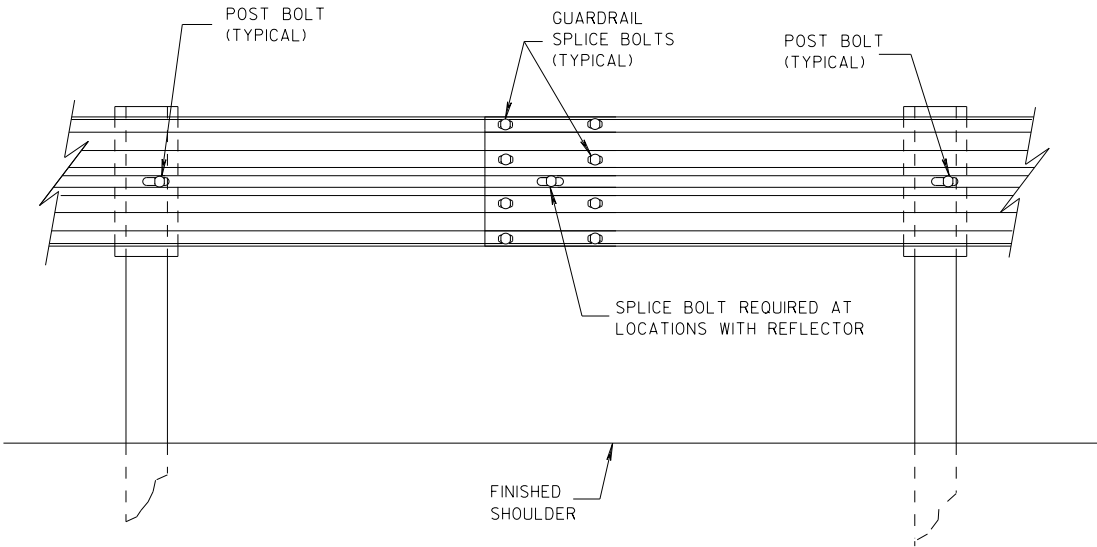 POST BOLT
(TYPICAL)
GUARDRAIL
SPLICE BOLTS
(TYPICAL)
POST BOLT
(TYPICAL)
SPLICE BOLT REQUIRED AT
LOCATIONS WITH REFLECTOR
FINISHED
SHOULDER